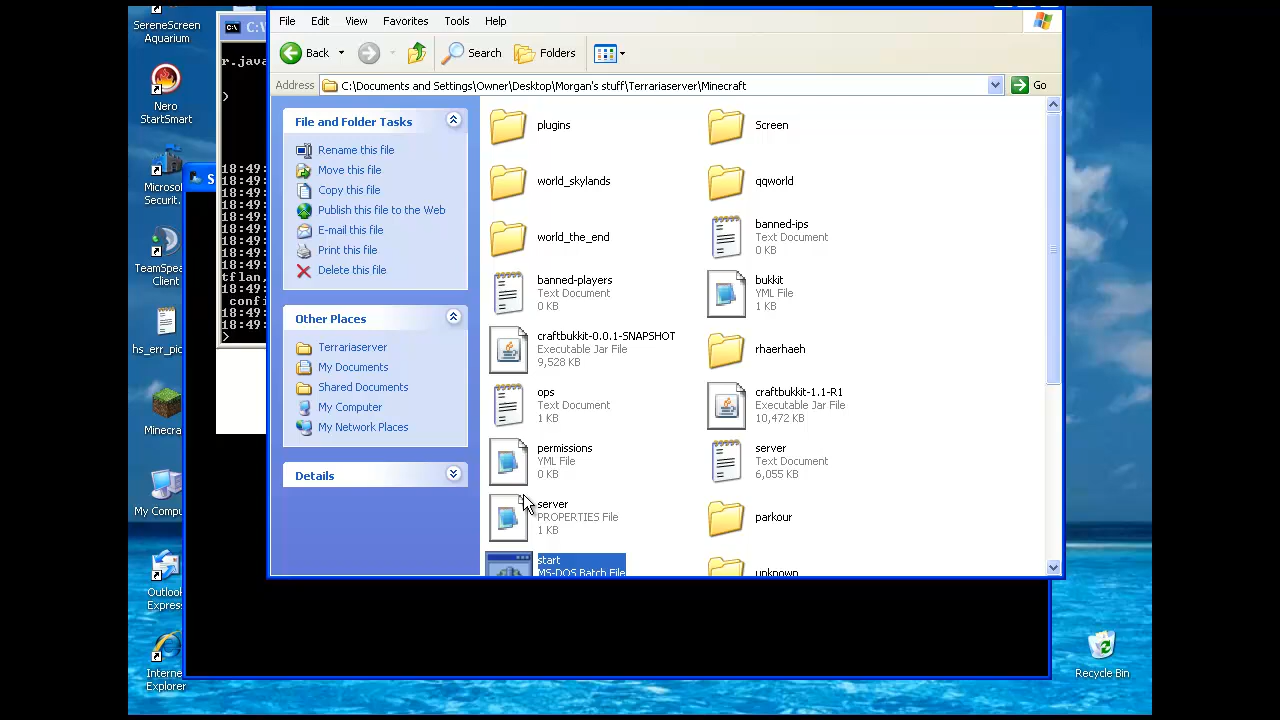 SereneScreen
Aquarium
Nero
StartSmart
Microso
Securit.
TeamSpea
Client
hs_err_pid
Minecra
My Compu
Outlook
Expres
Interne
Explorer
C:\
r.java
>
18:49:
18:49:
18:49:
18:49:
18:49:
18:49:
18:49:
18:49:
18:49:
tflan.
confi
18:49:
18:49:
>
S
File Edit View Favorites Tools Help
Back Search Folders
Address C:\Documents and Settings\Owner\Desktop\Morgan's stuff\Terrariaserver\Minecraft Go
File and Folder Tasks
Rename this file
Move this file
Copy this file
Publish this file to the Web
E-mail this file
Print this file
Delete this file
Other Places
Terrariaserver
My Documents
Shared Documents
My Computer
My Network Places
Details
plugins
Screen
world_skylands
qqworld
world_the_end
banned-ips
Text Document
0 KB
banned-players
Text Document
0 KB
bukkit
YML File
1 KB
craftbukkit-0.0.1-SNAPSHOT
Executable Jar File
9,528 KB
rhaerhaeh
ops
Text Document
1 KB
craftbukkit-1.1-R1
Executable Jar File
10,472 KB
permissions
YML File
0 KB
server
Text Document
6,055 KB
server
PROPERTIES File
1 KB
parkour
start
MS-DOS Batch File
unknown
Recycle Bin